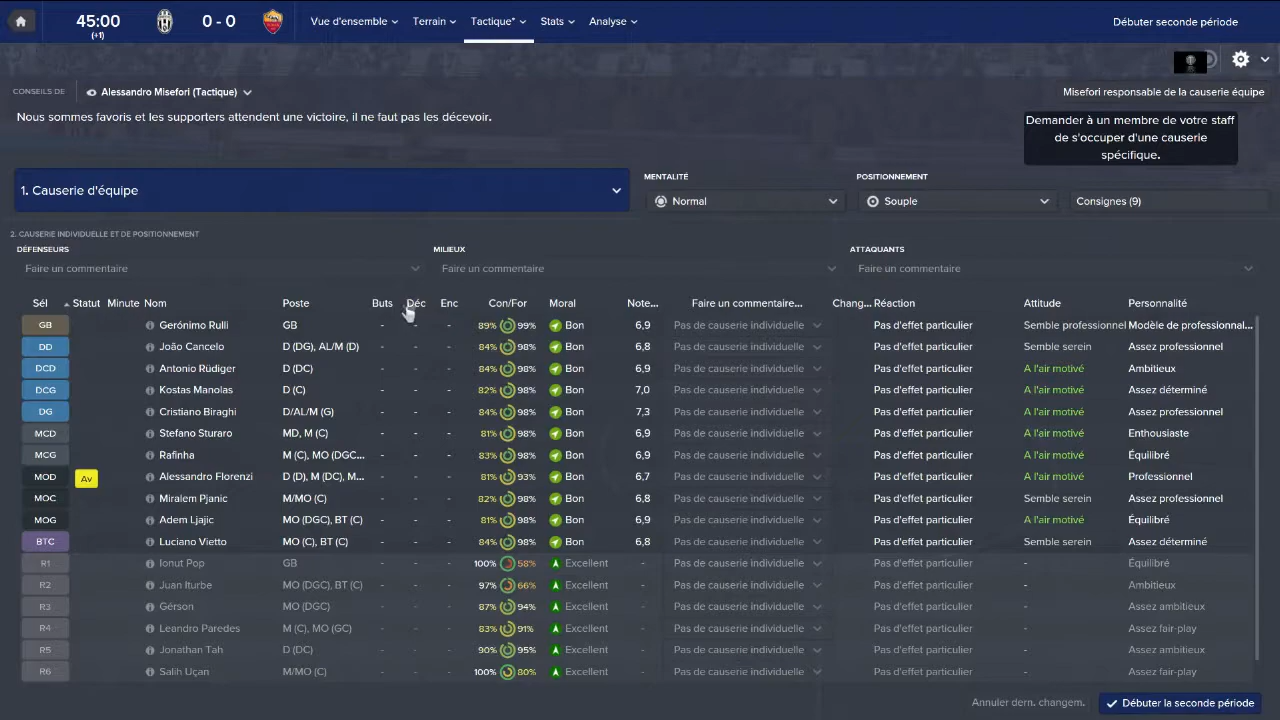 45:00 0 - 0 Vue d'ensemble Terrain Tactique* Stats Analyse Débuter seconde période
(+1)
CONSEILS DE Alessandro Misefori (Tactique) Misefori responsable de la causerie équipe
Nous sommes favoris et les supporters attendent une victoire, il ne faut pas les décevoir.
Demander à un membre de votre staff
de s'occuper d'une causerie
spécifique.
MENTALITÉ POSITIONNEMENT
1. Causerie d'équipe Normal Souple Consignes (9)
2. CAUSERIE INDIVIDUELLE ET DE POSITIONNEMENT
DÉFENSEURS MILIEUX ATTAQUANTS
Faire un commentaire Faire un commentaire Faire un commentaire
Sél Statut Minute Nom Poste Buts Déc Enc Con/For Moral Note... Faire un commentaire... Chang... Réaction Attitude Personnalité
GB Gerónimo Rulli GB - - - 89% 99% Bon 6,9 Pas de causerie individuelle Pas d'effet particulier Semble professionnel Modèle de professionnal...
DD João Cancelo D (DG), AL/M (D) - - - 84% 98% Bon 6,8 Pas de causerie individuelle Pas d'effet particulier Semble serein Assez professionnel
DCD Antonio Rüdiger D (DC) - - - 84% 98% Bon 6,9 Pas de causerie individuelle Pas d'effet particulier A l'air motivé Ambitieux
DCG Kostas Manolas D (C) - - - 82% 98% Bon 7,0 Pas de causerie individuelle Pas d'effet particulier A l'air motivé Assez déterminé
DG Cristiano Biraghi D/AL/M (G) - - - 84% 98% Bon 7,3 Pas de causerie individuelle Pas d'effet particulier A l'air motivé Assez professionnel
MCD Stefano Sturaro MD, M (C) - - - 81% 98% Bon 6,9 Pas de causerie individuelle Pas d'effet particulier A l'air motivé Enthousiaste
MCG Rafinha M (C), MO (DGC... - - - 83% 98% Bon 6,9 Pas de causerie individuelle Pas d'effet particulier A l'air motivé Équilibré
MOD Av Alessandro Florenzi D (D), M (DC), M... - - - 81% 93% Bon 6,7 Pas de causerie individuelle Pas d'effet particulier A l'air motivé Professionnel
MOC Miralem Pjanic M/MO (C) - - - 82% 98% Bon 6,8 Pas de causerie individuelle Pas d'effet particulier Semble serein Assez professionnel
MOG Adem Ljajic MO (DGC), BT (C) - - - 81% 98% Bon 6,9 Pas de causerie individuelle Pas d'effet particulier A l'air motivé Équilibré
BTC Luciano Vietto MO (C), BT (C) - - - 84% 98% Bon 6,8 Pas de causerie individuelle Pas d'effet particulier Semble serein Assez déterminé
R1 Ionut Pop GB - - - 100% 58% Excellent - Pas de causerie individuelle Pas d'effet particulier - Équilibré
R2 Juan Iturbe MO (DGC), BT (C) - - - 97% 66% Excellent - Pas de causerie individuelle Pas d'effet particulier - Ambitieux
R3 Gérson MO (DGC) - - - 87% 94% Excellent - Pas de causerie individuelle Pas d'effet particulier - Assez ambitieux
R4 Leandro Paredes M (C), MO (GC) - - - 83% 91% Excellent - Pas de causerie individuelle Pas d'effet particulier - Assez fair-play
R5 Jonathan Tah D (DC) - - - 90% 95% Excellent - Pas de causerie individuelle Pas d'effet particulier - Assez ambitieux
R6 Salih Uçan M/MO (C) - - - 100% 80% Excellent - Pas de causerie individuelle Pas d'effet particulier - Assez fair-play
Annuler dern. changem. Débuter la seconde période